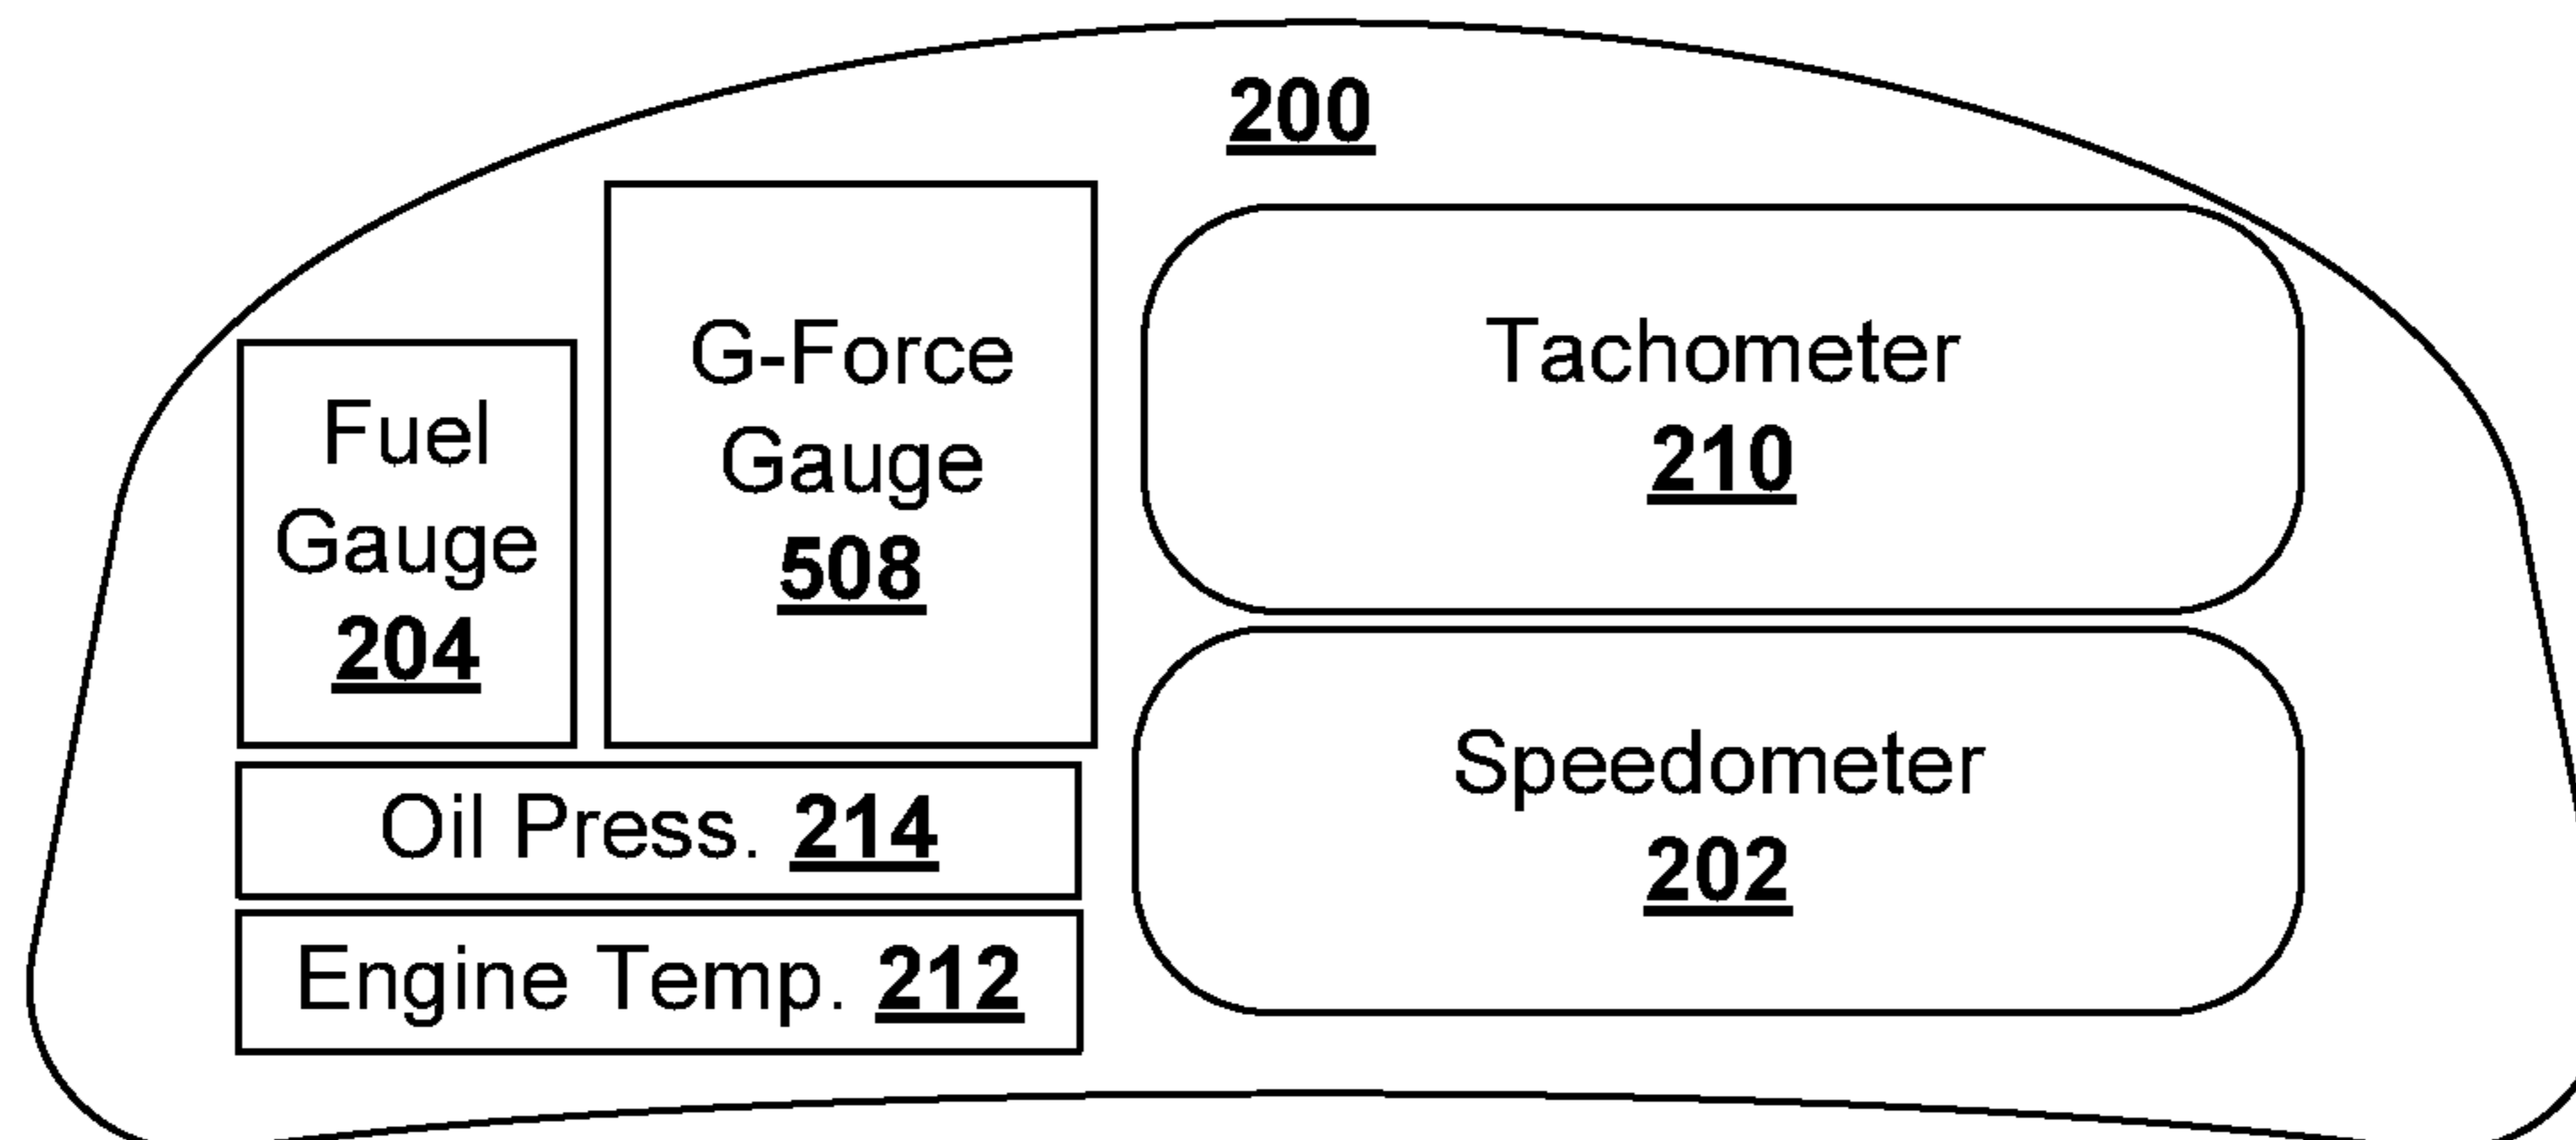 200
Fuel
Gauge
204
G-Force
Gauge
508
Tachometer
210
Oil Press. 214
Engine Temp. 212
Speedometer
202